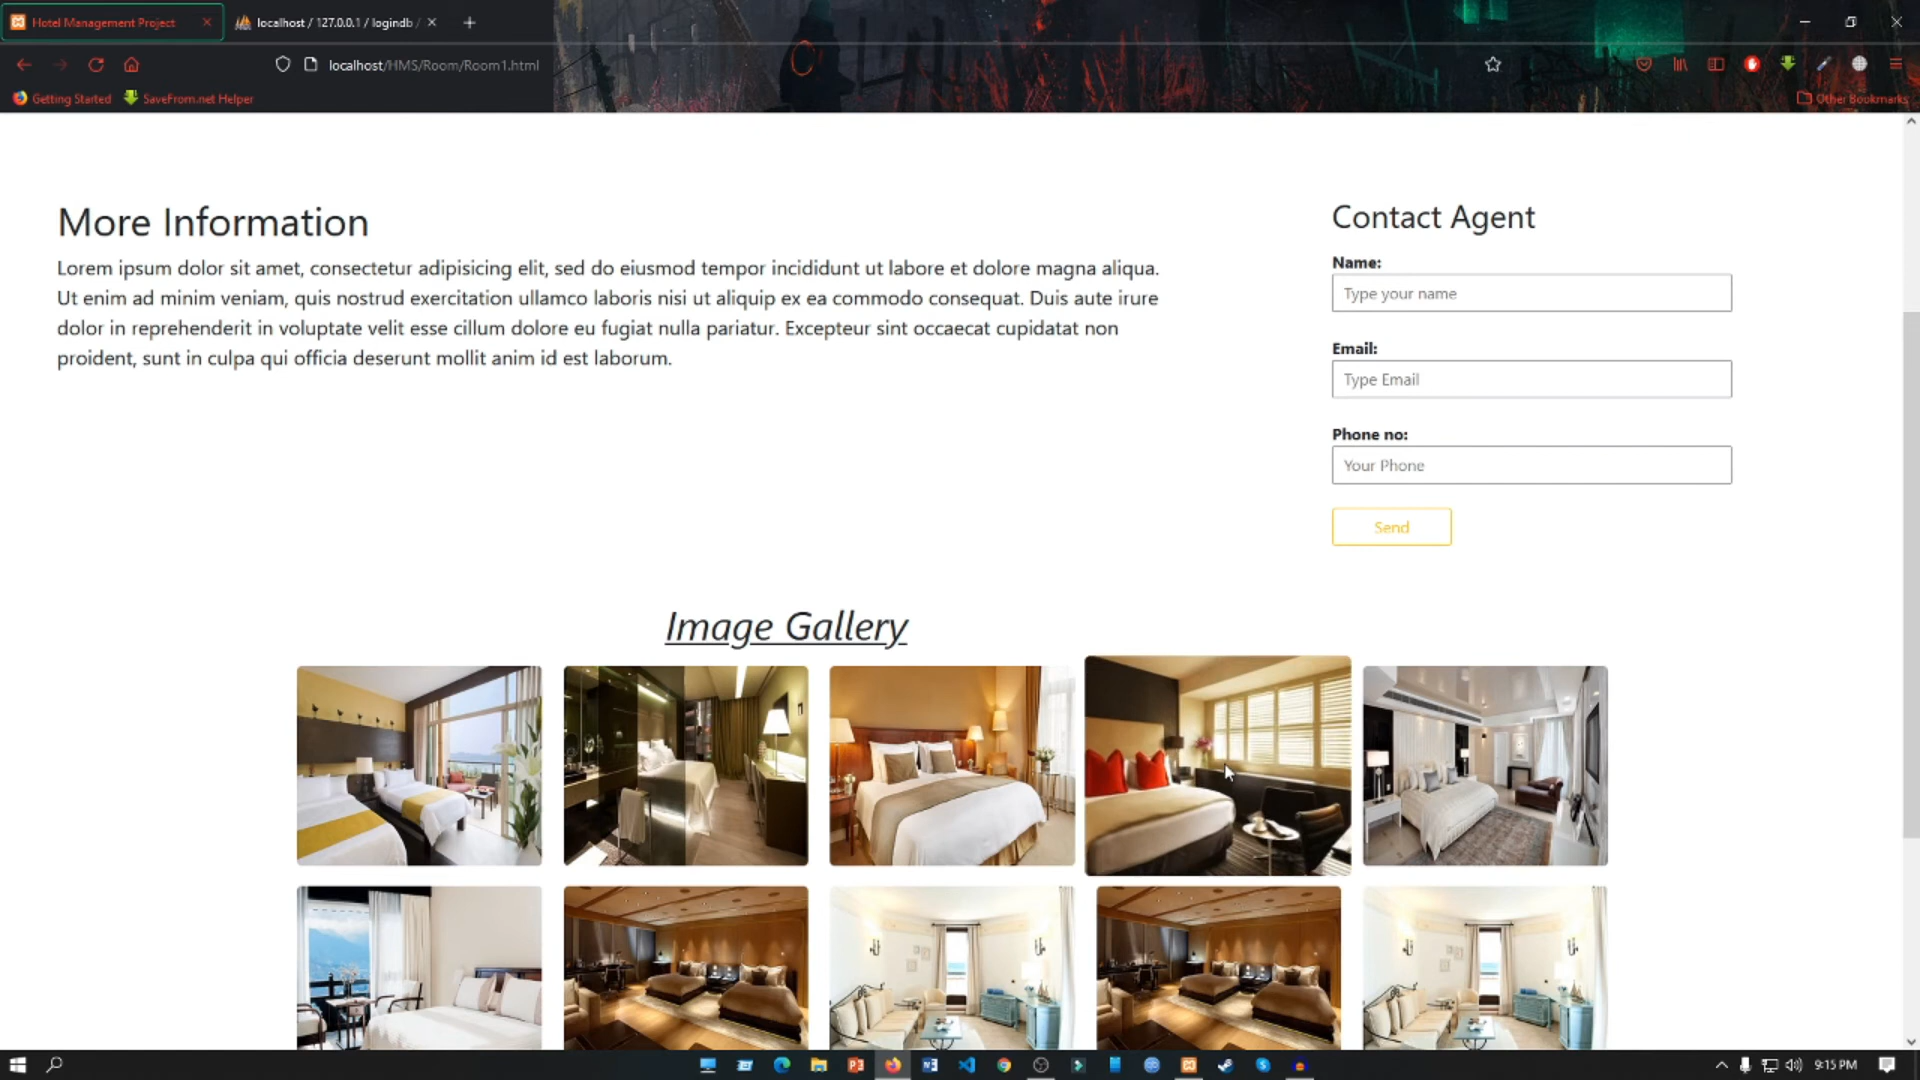 Hotel Management Project
localhost / 127.0.0.1 / logindb /
localhost/HMS/Room/Room1.html
Getting Started
SaveFrom.net Helper
Other Bookmarks
More Information
Lorem ipsum dolor sit amet, consectetur adipisicing elit, sed do eiusmod tempor incididunt ut labore et dolore magna aliqua.
Ut enim ad minim veniam, quis nostrud exercitation ullamco laboris nisi ut aliquip ex ea commodo consequat. Duis aute irure
dolor in reprehenderit in voluptate velit esse cillum dolore eu fugiat nulla pariatur. Excepteur sint occaecat cupidatat non
proident, sunt in culpa qui officia deserunt mollit anim id est laborum.
Contact Agent
Name:
Type your name
Email:
Type Email
Phone no:
Your Phone
Send
Image Gallery
9:15 PM